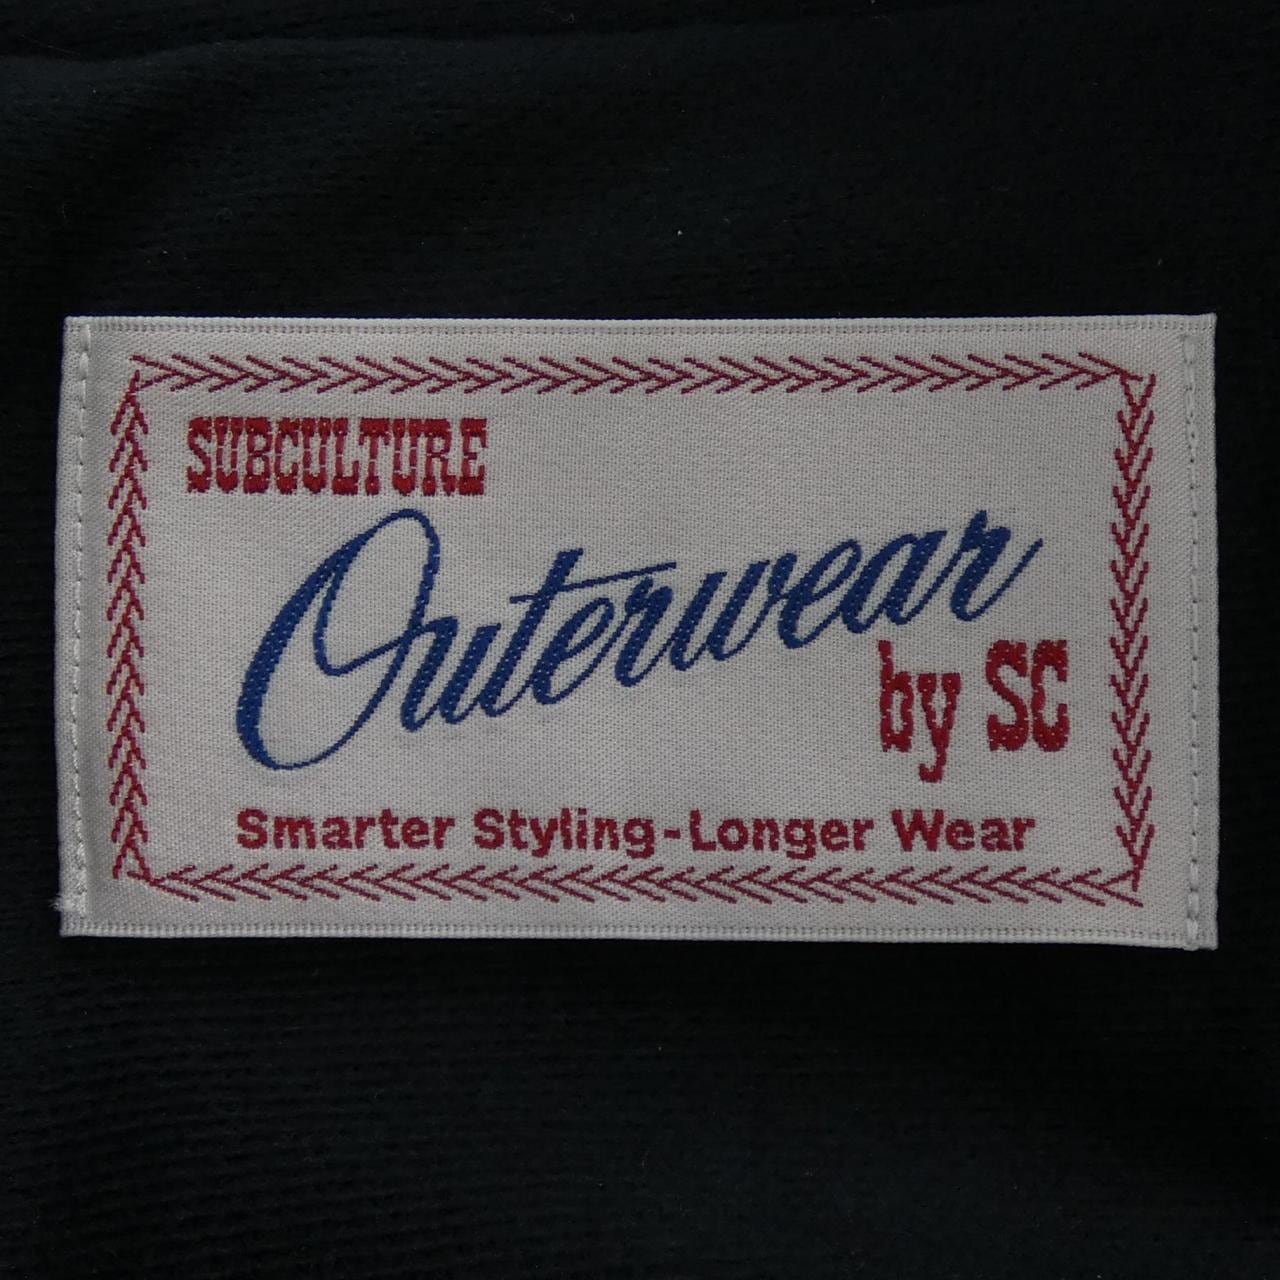 SUBCULTURE
Outerwear
by SC
Smarter Styling-Longer Wear